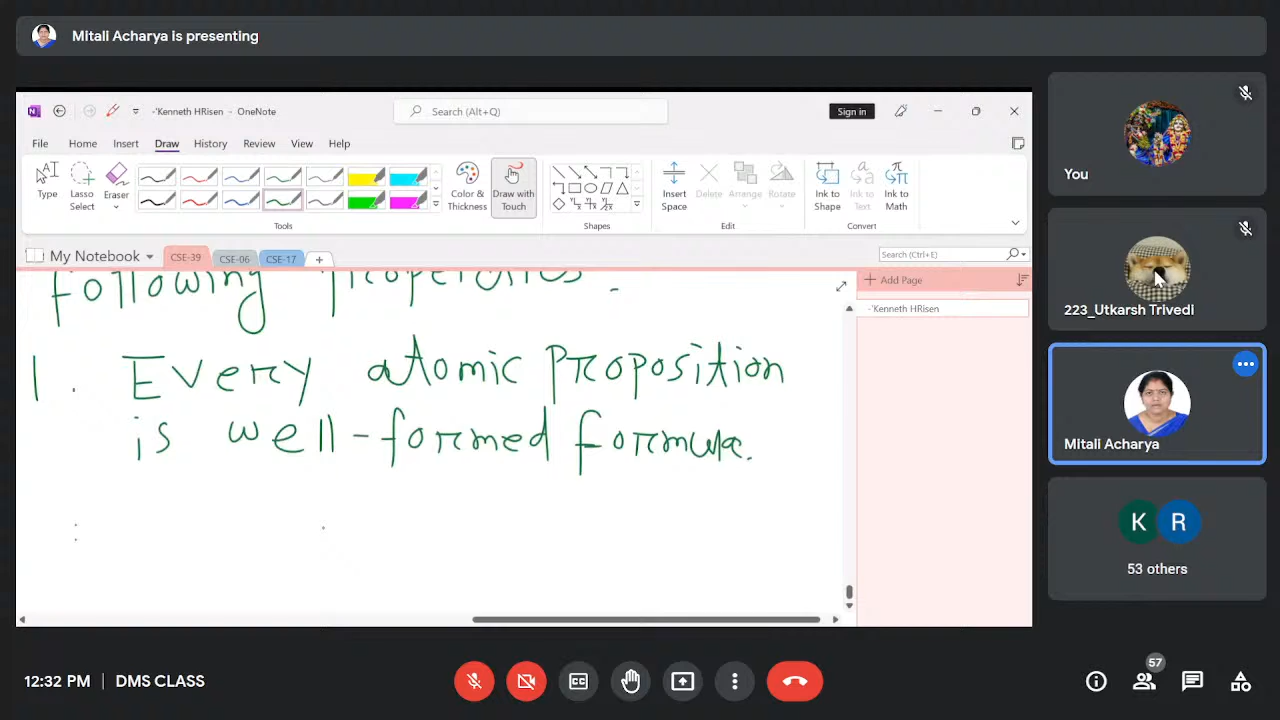 Mitali Acharya is presenting
-'Kenneth HRisen - OneNote
Search (Alt+Q)
Sign in
File
Home
Insert
Draw
History
Review
View
Help
Type
Lasso Select
Eraser
Color & Thickness
Draw with Touch
Insert Space
Delete
Arrange
Rotate
Ink to Shape
Ink to Text
Ink to Math
Tools
Shapes
Edit
Convert
My Notebook
CSE-39
CSE-06
CSE-17
Search (Ctrl+E)
Add Page
-'Kenneth HRisen
following properties.
1. Every atomic proposition
is well-formed formula.
You
223_Utkarsh Trivedi
Mitali Acharya
K R
53 others
12:32 PM | DMS CLASS
57